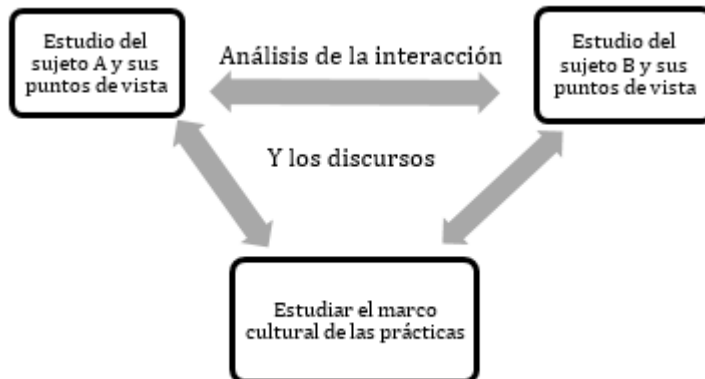 Estudio del
sujeto A y sus
puntos de vista
Análisis de la interacción
Estudio del
sujeto B y sus
puntos de vista
Y los discursos
Estudiar el marco
cultural de las prácticas